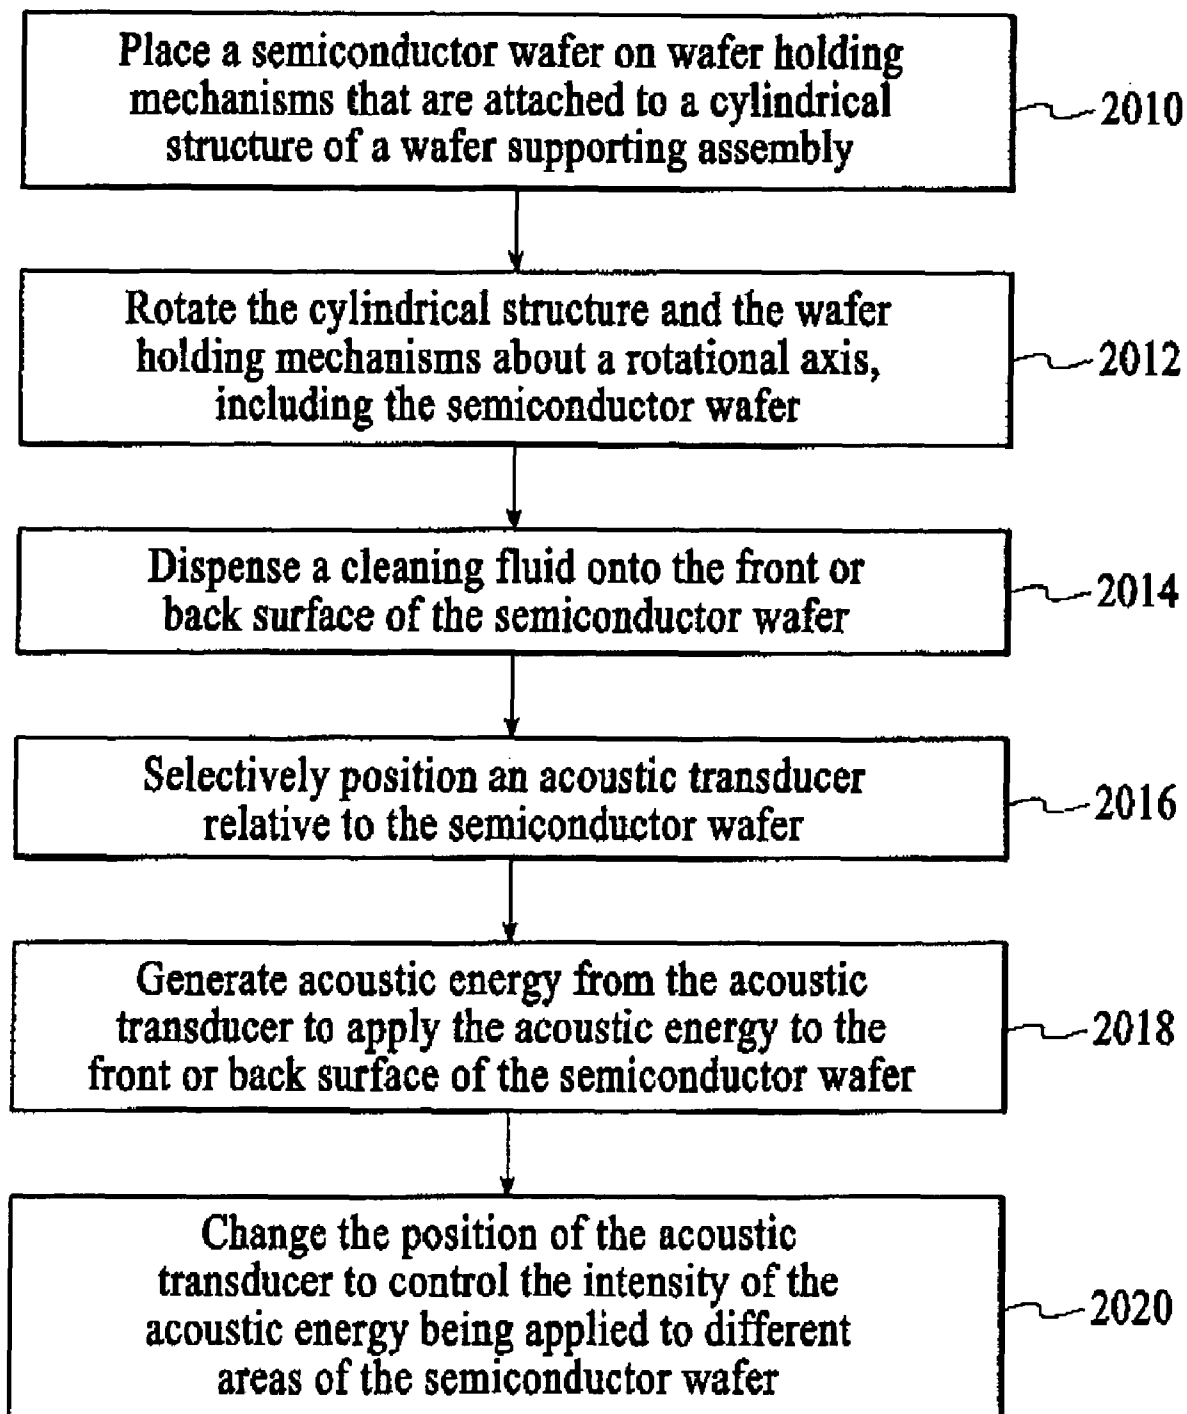 Place a semiconductor wafer on wafer holding
mechanisms that are attached to a cylindrical
structure of a wafer supporting assembly
2010
Rotate the cylindrical structure and the wafer
holding mechanisms about a rotational axis,
including the semiconductor wafer
2012
Dispense a cleaning fluid onto the front or
back surface of the semiconductor wafer
2014
Selectively position an acoustic transducer
relative to the semiconductor wafer
2016
Generate acoustic energy from the acoustic
transducer to apply the acoustic energy to the
front or back surface of the semiconductor wafer
2018
Change the position of the acoustic
transducer to control the intensity of the
acoustic energy being applied to different
areas of the semiconductor wafer
2020